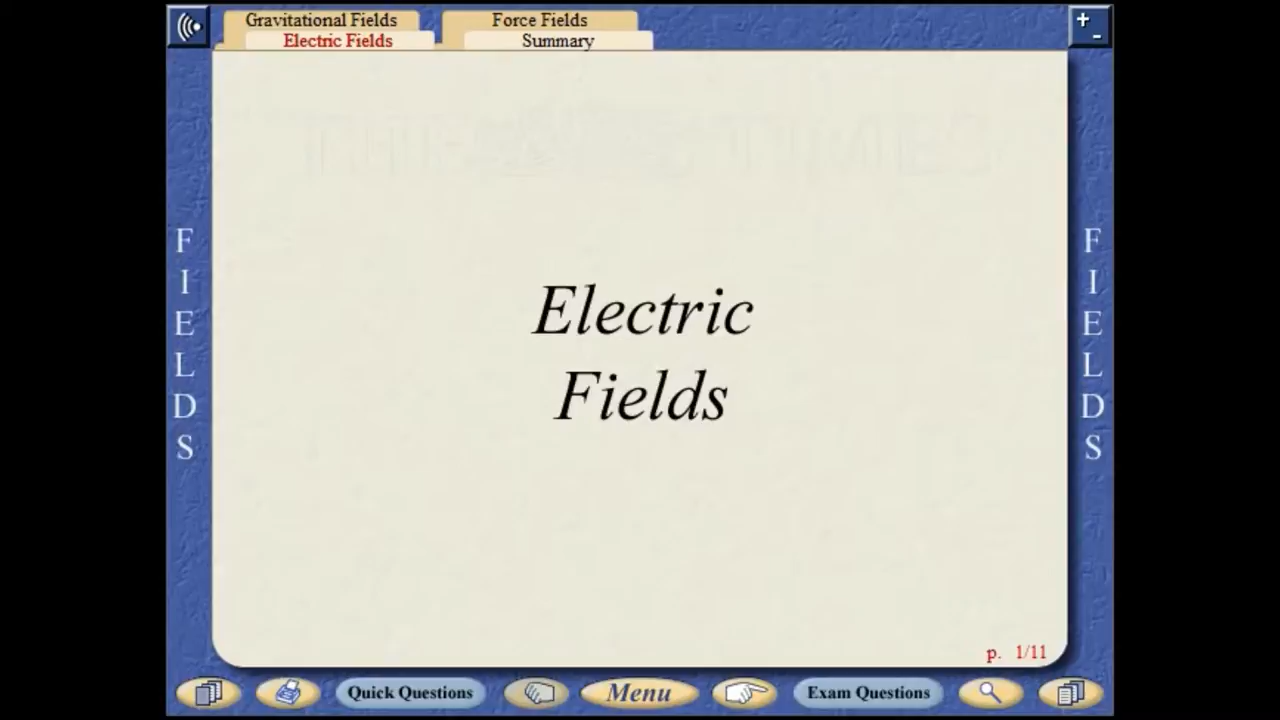 Gravitational Fields
Force Fields
Electric Fields
Summary
F
I
E
L
D
S
Electric
Fields
F
I
E
L
D
S
p. 1/11
Quick Questions
Menu
Exam Questions